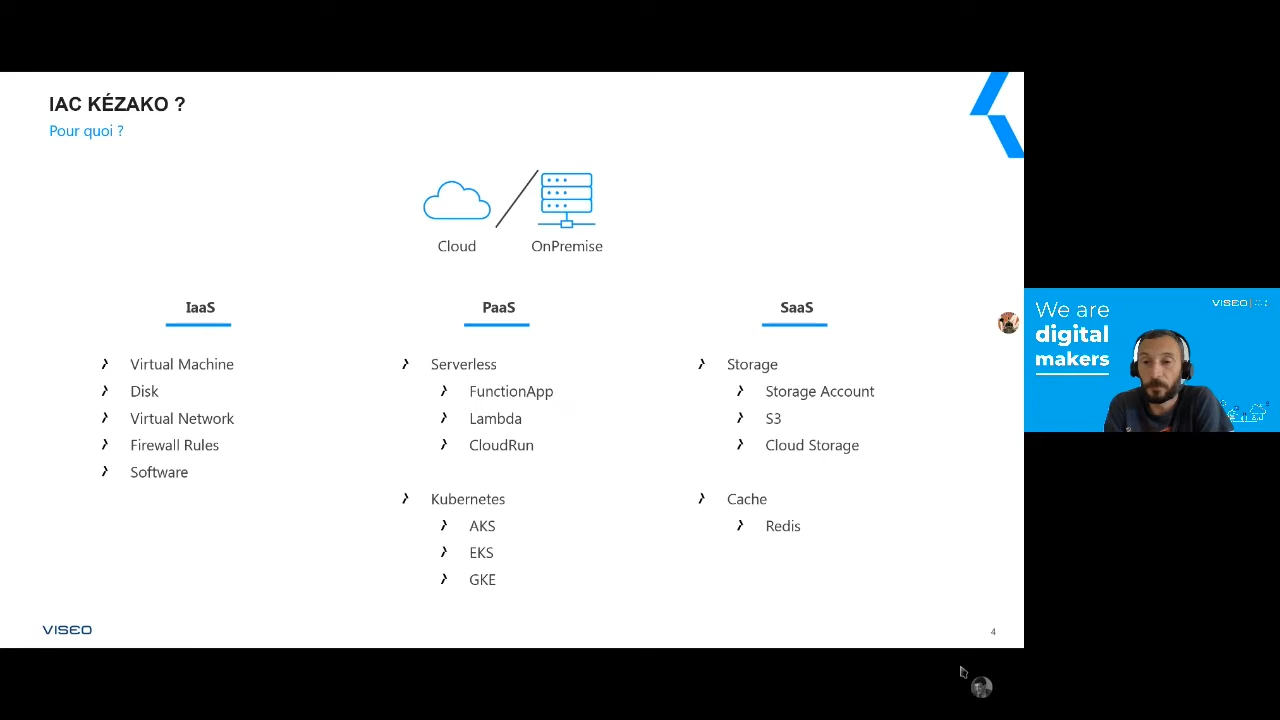 IAC KÉZAKO ?
Pour quoi ?
Cloud
OnPremise
IaaS
Virtual Machine
Disk
Virtual Network
Firewall Rules
Software
PaaS
Serverless
FunctionApp
Lambda
CloudRun
Kubernetes
AKS
EKS
GKE
SaaS
Storage
Storage Account
S3
Cloud Storage
Cache
Redis
VISEO
4
We are
digital
makers
VISEO